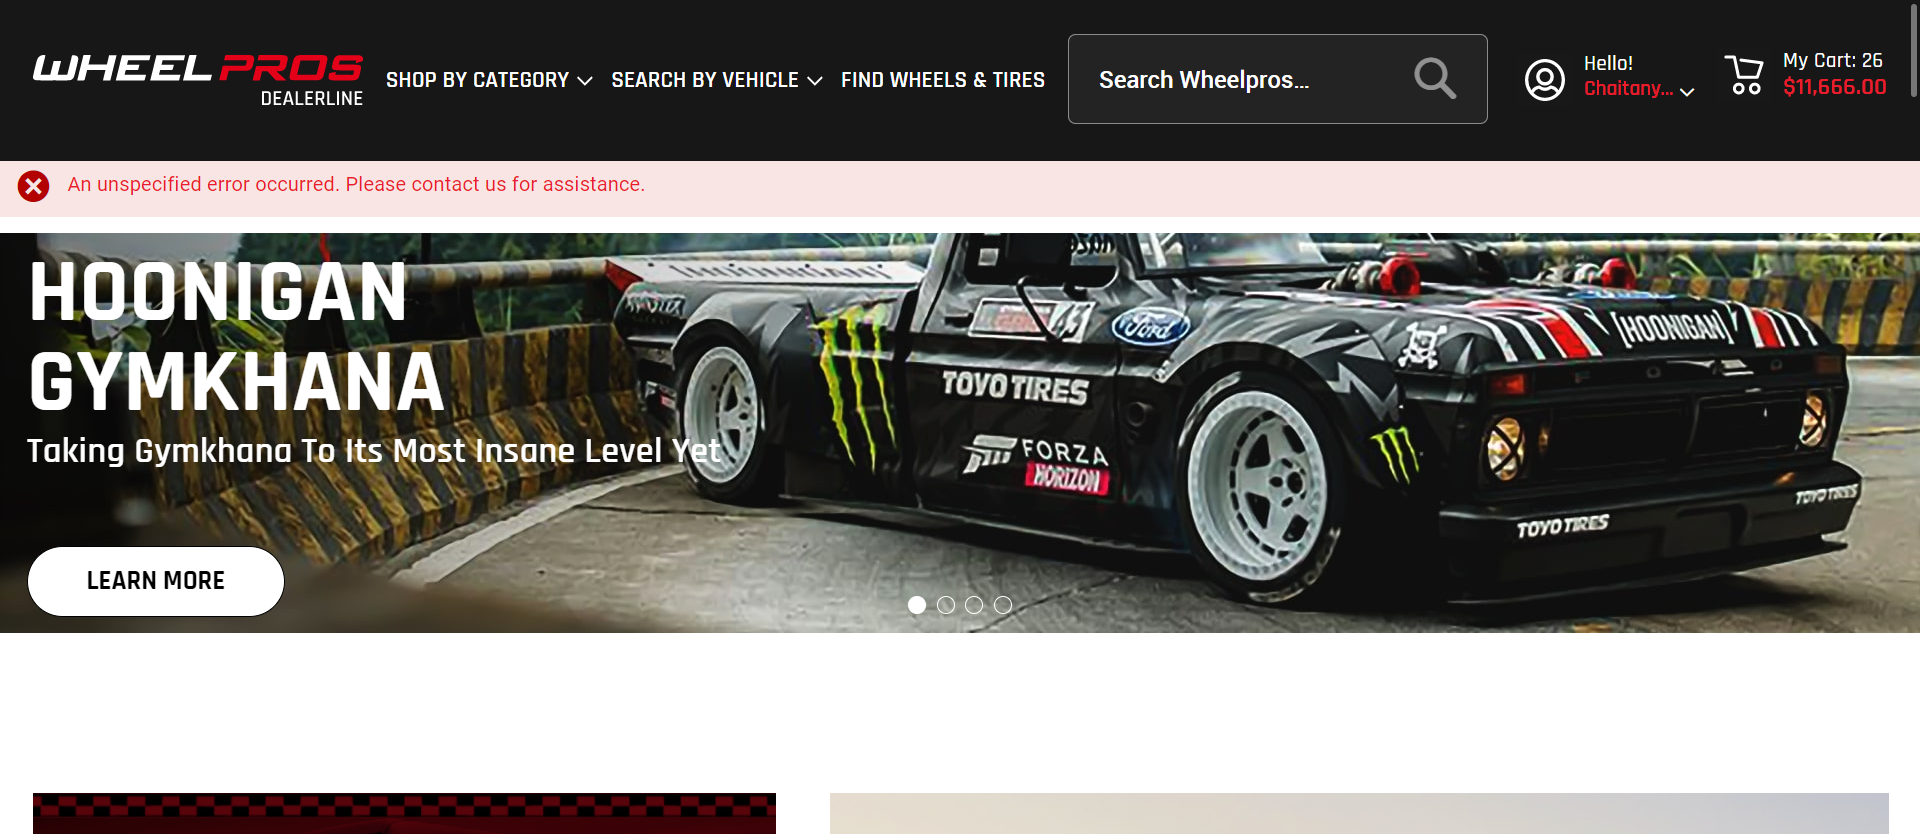 WHEEL PROS
DEALERLINE
SHOP BY CATEGORY
SEARCH BY VEHICLE
FIND WHEELS & TIRES
Search Wheelpros...
Hello!
Chaitany...
My Cart: 26
$11,666.00
An unspecified error occurred. Please contact us for assistance.
HOONIGAN
GYMKHANA
Taking Gymkhana To Its Most Insane Level Yet
LEARN MORE
Ford
[HOONIGAN]
FORD
TOYO TIRES
FORZA
HORIZON
TOYO TIRES
TOYO TIRES